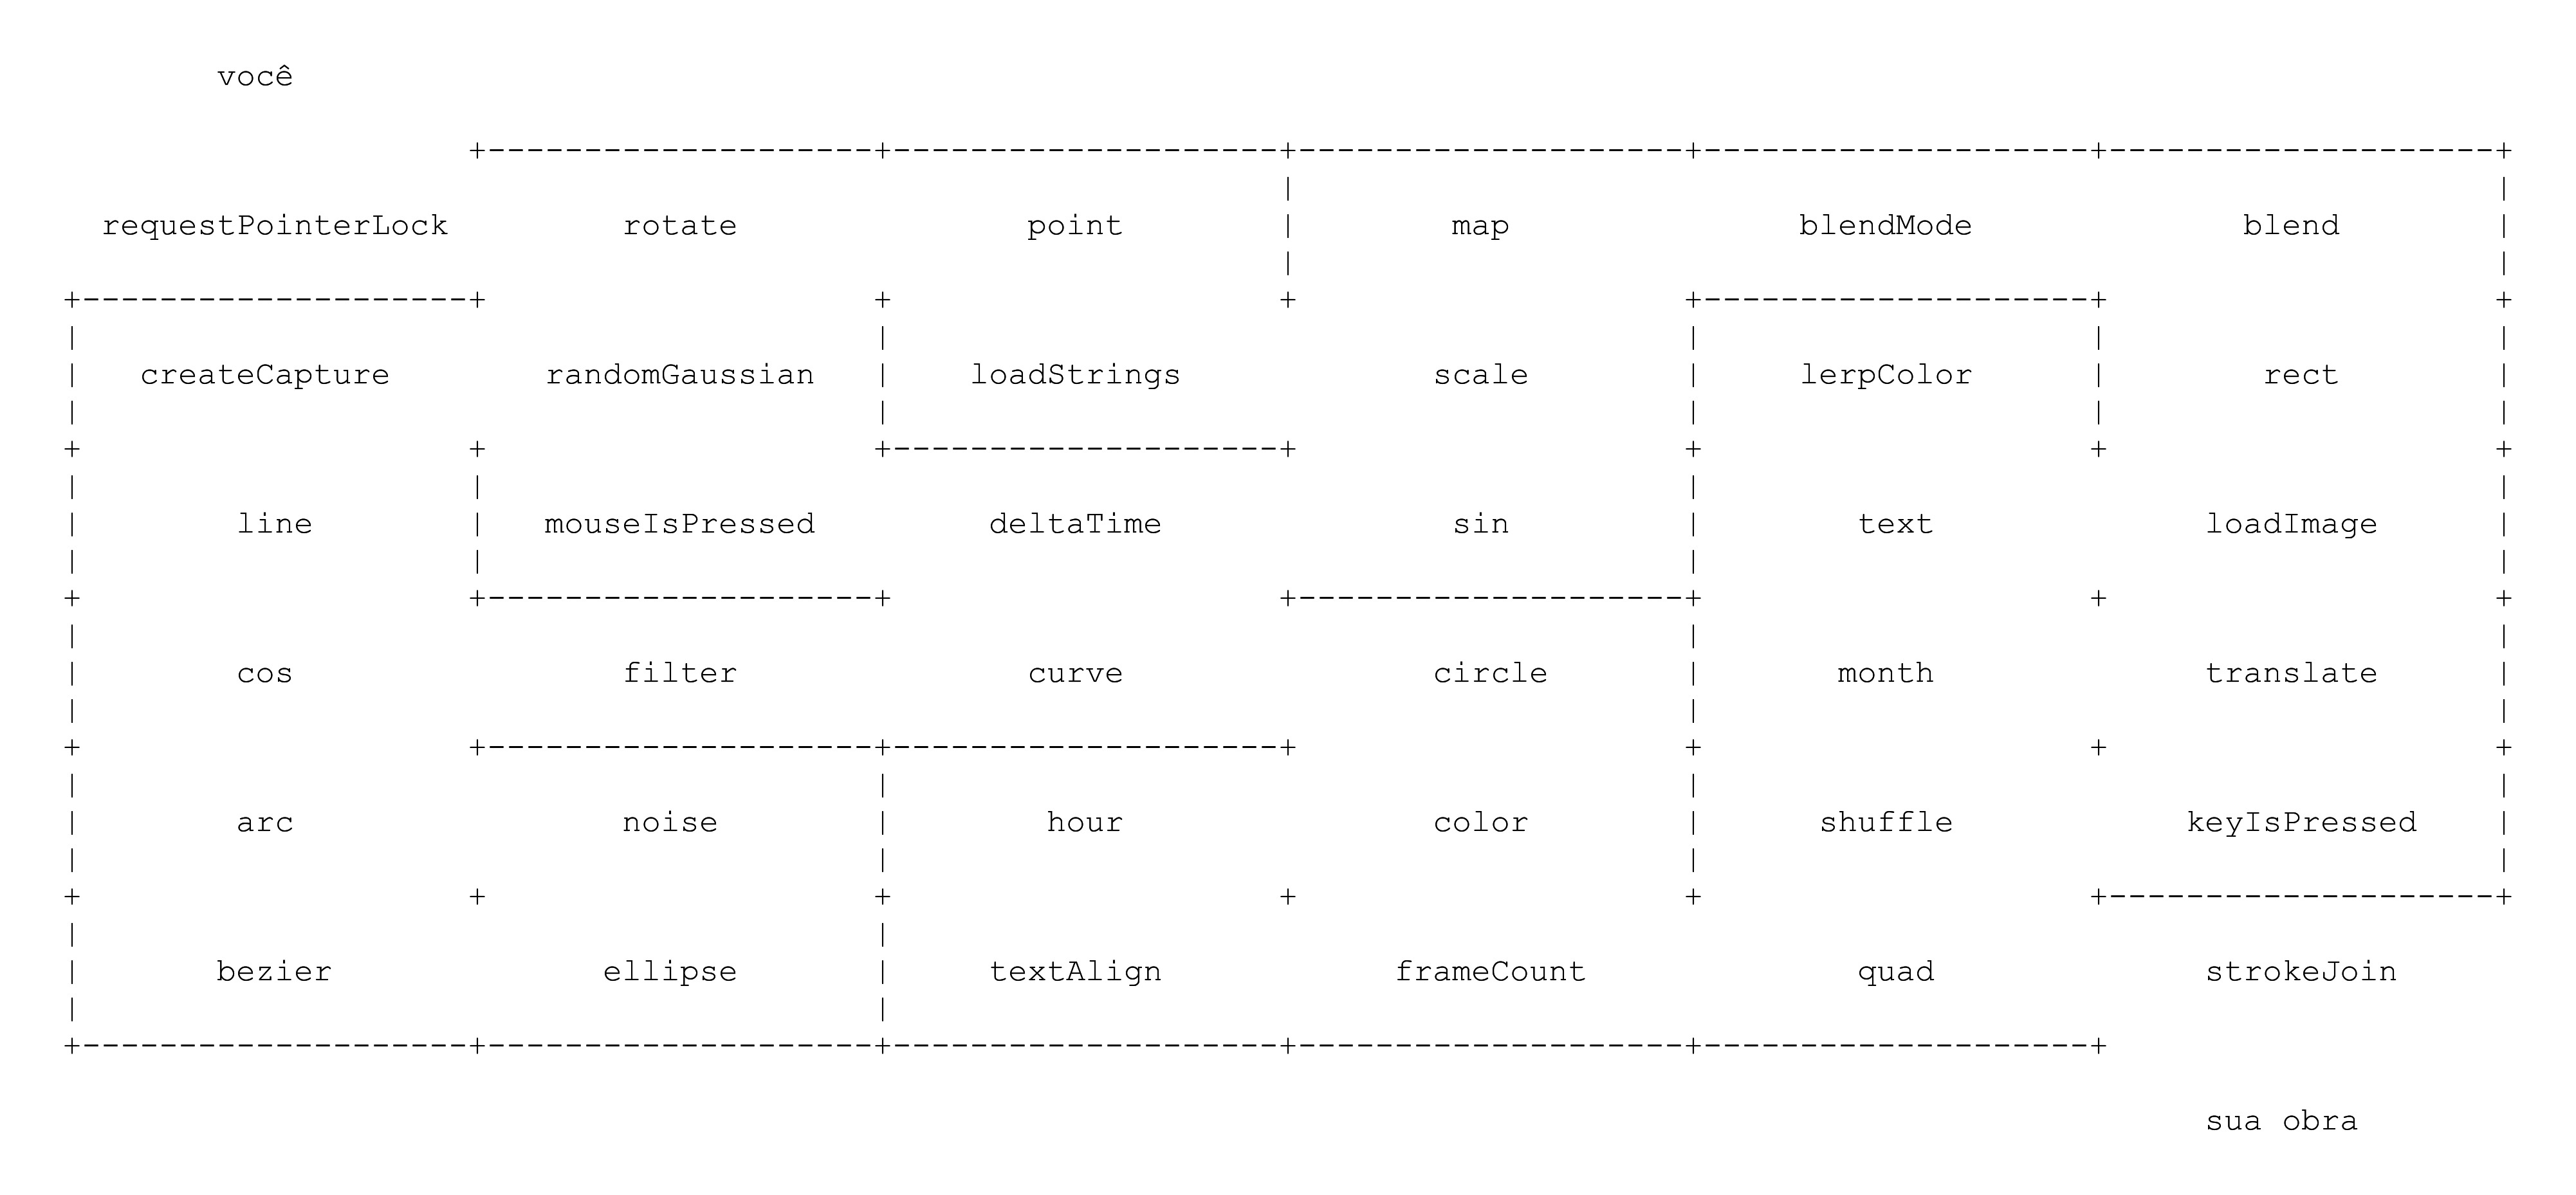 você
requestPointerLock rotate point map blendMode blend
createCapture randomGaussian loadStrings scale lerpColor rect
line mouseIsPressed deltaTime sin text loadImage
cos filter curve circle month translate
arc noise hour color shuffle keyIsPressed
bezier ellipse textAlign frameCount quad strokeJoin
sua obra